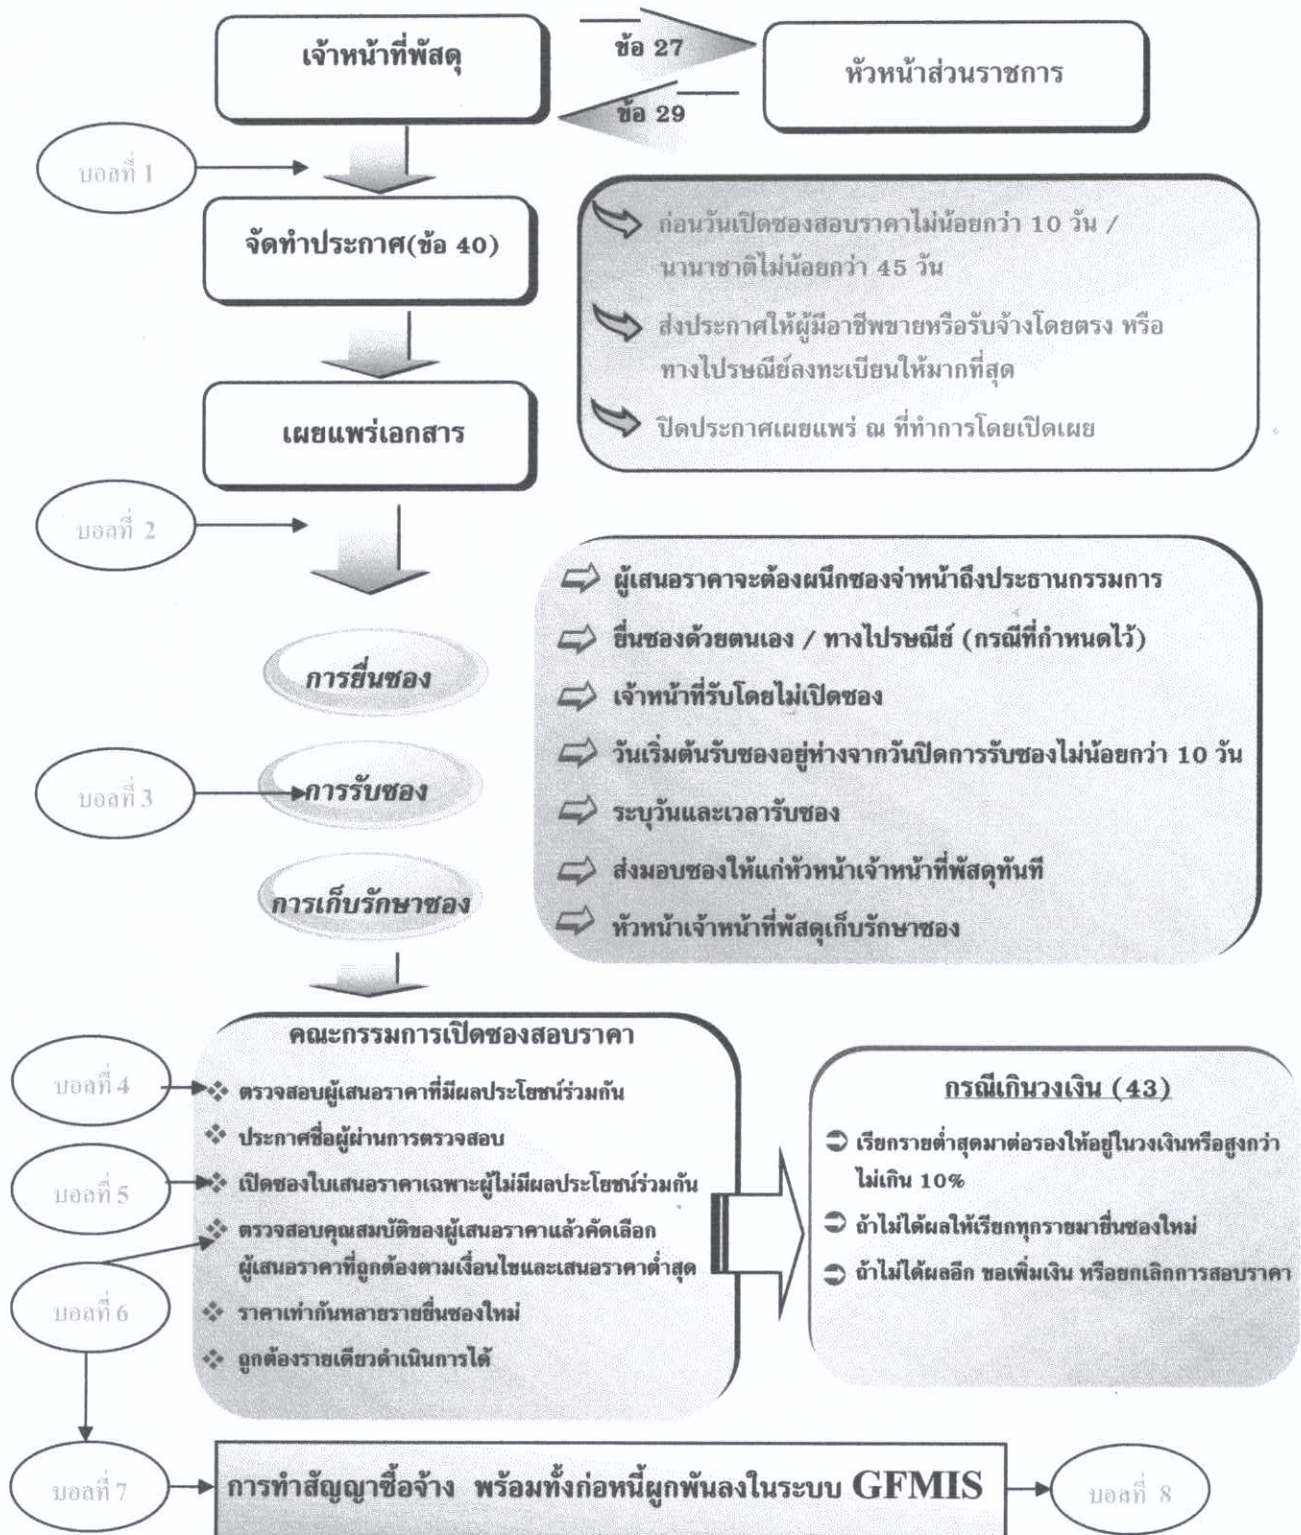 เจ้าหน้าที่พัสดุ
ข้อ 27
หัวหน้าส่วนราชการ
ข้อ 29
บอลที่ 1
จัดทำประกาศ(ข้อ 40)
ก่อนวันเปิดซองสอบราคาไม่น้อยกว่า 10 วัน /
นานาชาติไม่น้อยกว่า 45 วัน
ส่งประกาศให้ผู้มีอาชีพขายหรือรับจ้างโดยตรง หรือ
ทางไปรษณีย์ลงทะเบียนให้มากที่สุด
ปิดประกาศเผยแพร่ ณ ที่ทำการโดยเปิดเผย
เผยแพร่เอกสาร
บอลที่ 2
ผู้เสนอราคาจะต้องผนึกซองจ่าหน้าถึงประธานกรรมการ
ยื่นซองด้วยตนเอง / ทางไปรษณีย์ (กรณีที่กำหนดไว้)
เจ้าหน้าที่รับโดยไม่เปิดซอง
วันเริ่มต้นรับซองอยู่ห่างจากวันปิดการรับซองไม่น้อยกว่า 10 วัน
ระบุวันและเวลารับซอง
ส่งมอบซองให้แก่หัวหน้าเจ้าหน้าที่พัสดุทันที
หัวหน้าเจ้าหน้าที่พัสดุเก็บรักษาซอง
การยื่นซอง
บอลที่ 3
การรับซอง
การเก็บรักษาซอง
คณะกรรมการเปิดซองสอบราคา
บอลที่ 4
ตรวจสอบผู้เสนอราคาที่มีผลประโยชน์ร่วมกัน
ประกาศชื่อผู้ผ่านการตรวจสอบ
บอลที่ 5
เปิดซองใบเสนอราคาเฉพาะผู้ไม่มีผลประโยชน์ร่วมกัน
ตรวจสอบคุณสมบัติของผู้เสนอราคาแล้วคัดเลือก
ผู้เสนอราคาที่ถูกต้องตามเงื่อนไขและเสนอราคาต่ำสุด
บอลที่ 6
ราคาเท่ากันหลายรายยื่นซองใหม่
ถูกต้องรายเดียวดำเนินการได้
กรณีเกินวงเงิน (43)
เรียกรายต่ำสุดมาต่อรองให้อยู่ในวงเงินหรือสูงกว่า
ไม่เกิน 10%
ถ้าไม่ได้ผลให้เรียกทุกรายมายื่นซองใหม่
ถ้าไม่ได้ผลอีก ขอเพิ่มเงิน หรือยกเลิกการสอบราคา
บอลที่ 7
การทำสัญญาซื้อจ้าง พร้อมทั้งก่อหนี้ผูกพันลงในระบบ GFMIS
บอลที่ 8